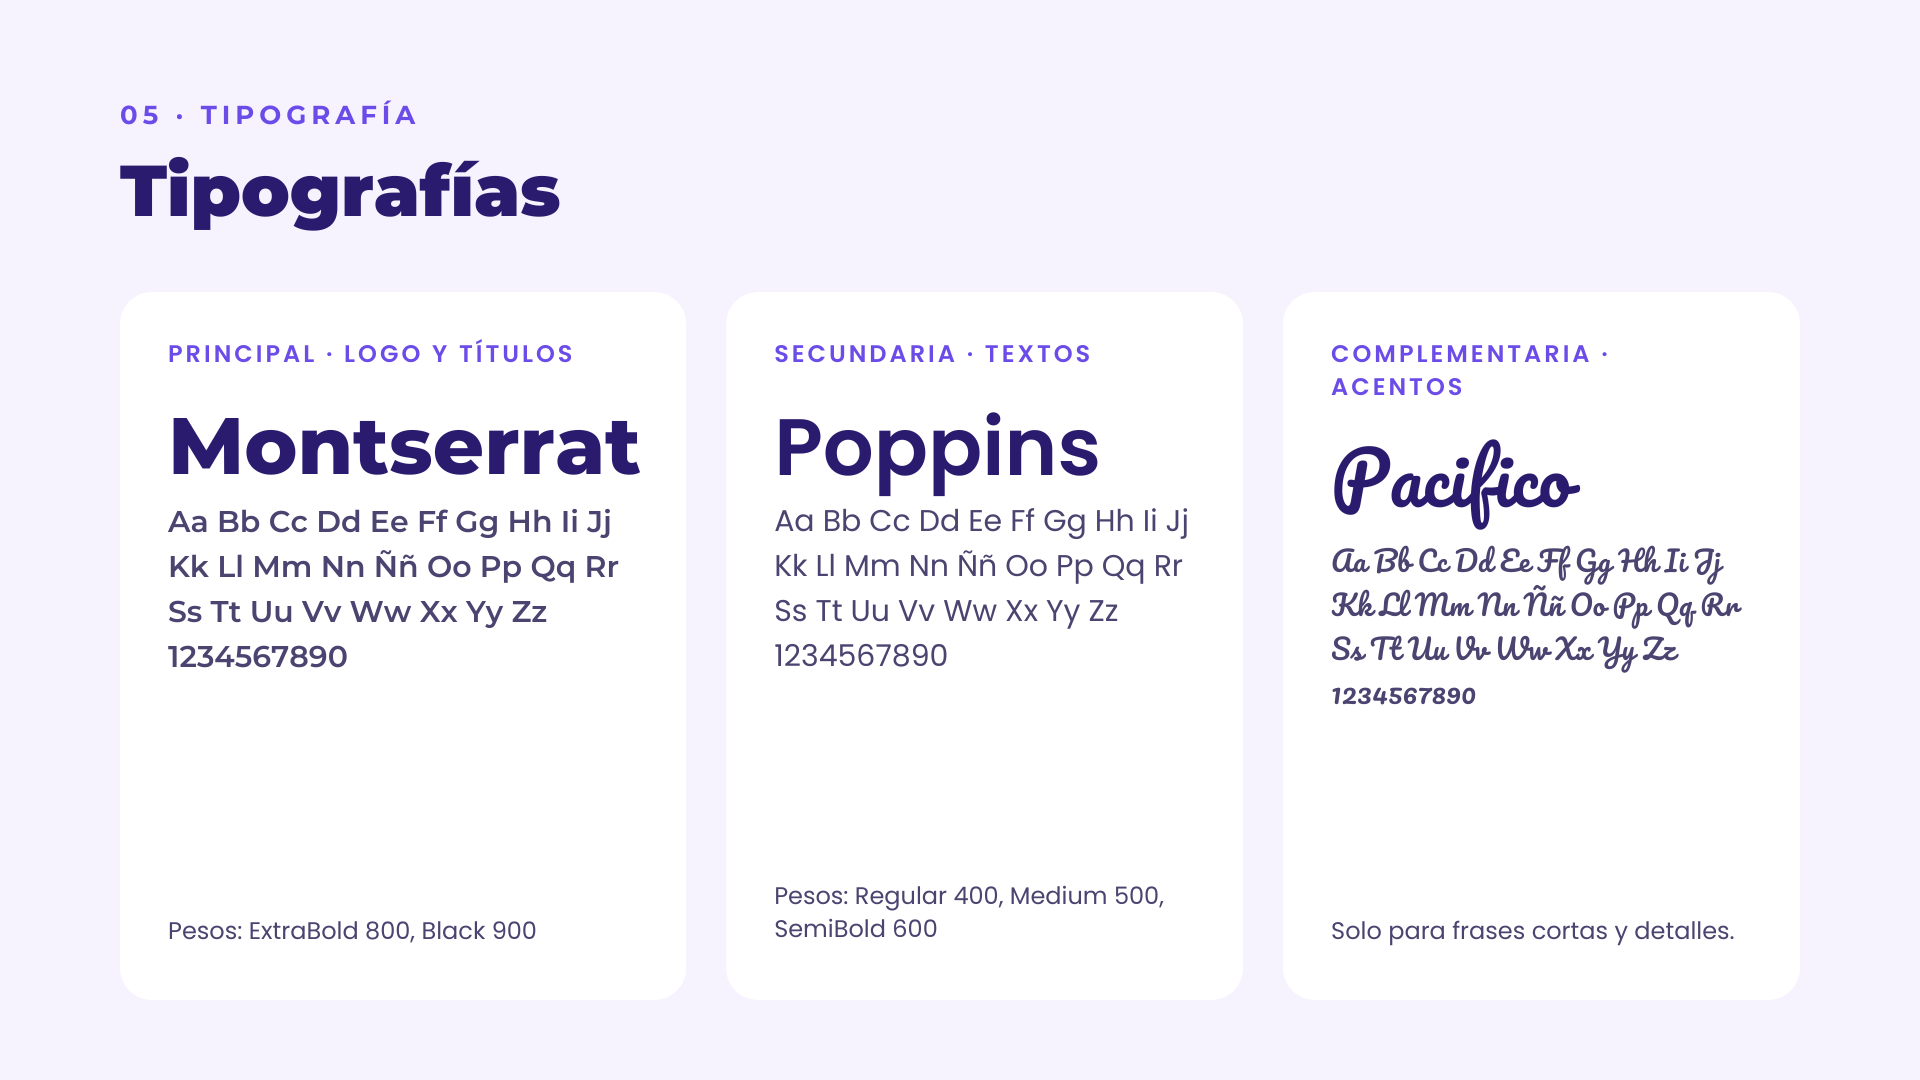 05 · TIPOGRAFÍA
Tipografías
PRINCIPAL · LOGO Y TÍTULOS
Montserrat
Aa Bb Cc Dd Ee Ff Gg Hh Ii Jj
Kk Ll Mm Nn Ññ Oo Pp Qq Rr
Ss Tt Uu Vv Ww Xx Yy Zz
1234567890
Pesos: ExtraBold 800, Black 900
SECUNDARIA · TEXTOS
Poppins
Aa Bb Cc Dd Ee Ff Gg Hh Ii Jj
Kk Ll Mm Nn Ññ Oo Pp Qq Rr
Ss Tt Uu Vv Ww Xx Yy Zz
1234567890
Pesos: Regular 400, Medium 500,
SemiBold 600
COMPLEMENTARIA ·
ACENTOS
Pacifico
Aa Bb Cc Dd Ee Ff Gg Hh Ii Jj
Kk Ll Mm Nn Ññ Oo Pp Qq Rr
Ss Tt Uu Vv Ww Xx Yy Zz
1234567890
Solo para frases cortas y detalles.